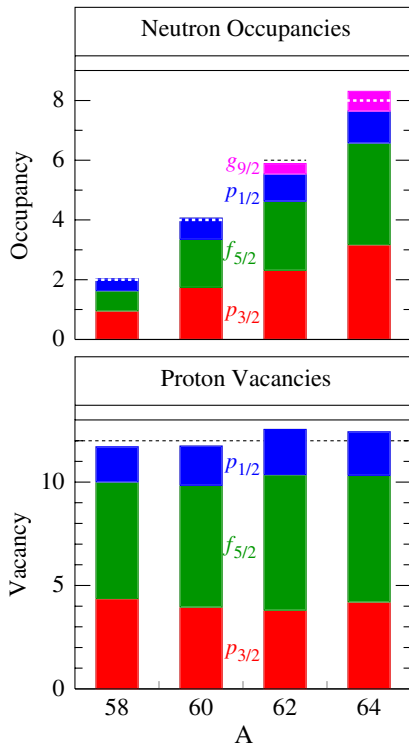 Neutron Occupancies
8
6
4
2
0
Occupancy
g9/2
p1/2
f5/2
p3/2
Proton Vacancies
10
5
0
Vacancy
p1/2
f5/2
p3/2
58 60 62 64
A